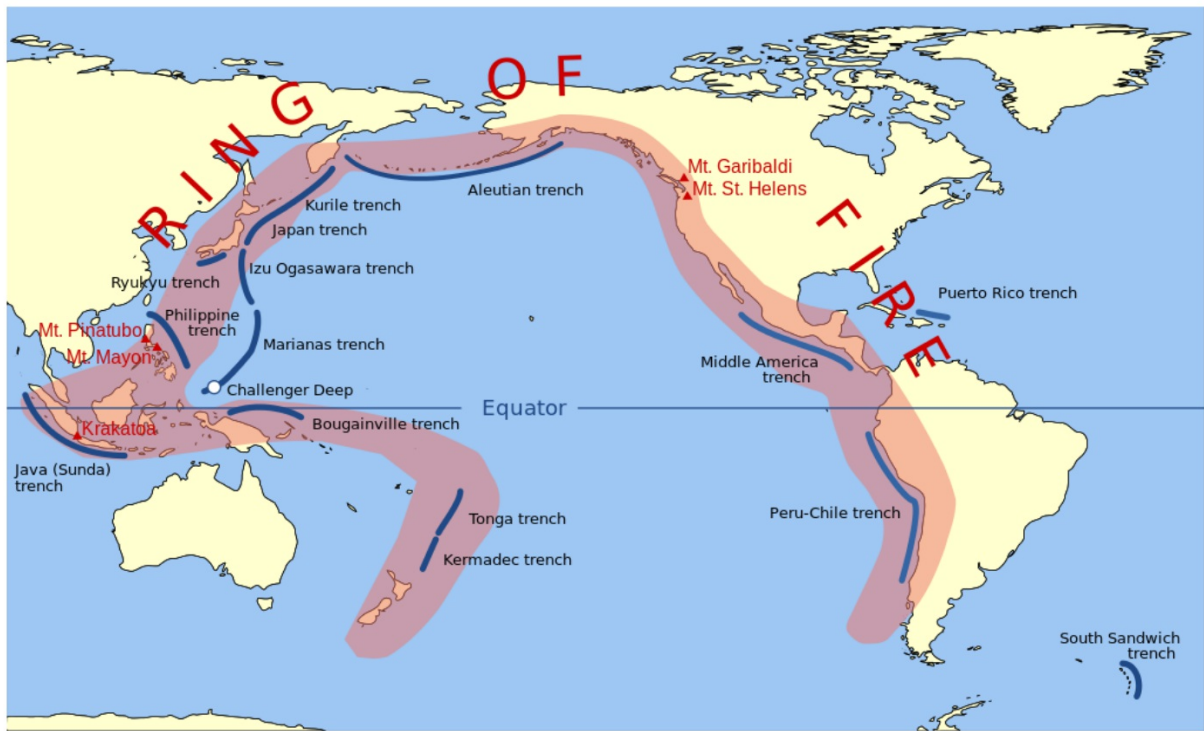 RING OF FIRE
Mt. Garibaldi
Mt. St. Helens
Aleutian trench
Kurile trench
Japan trench
Izu Ogasawara trench
Ryukyu trench
Puerto Rico trench
Philippine
trench
Mt. Pinatubo
Mt. Mayon
Marianas trench
Middle America
trench
Challenger Deep
Equator
Bougainville trench
Krakatoa
Java (Sunda)
trench
Peru-Chile trench
Tonga trench
Kermadec trench
South Sandwich
trench